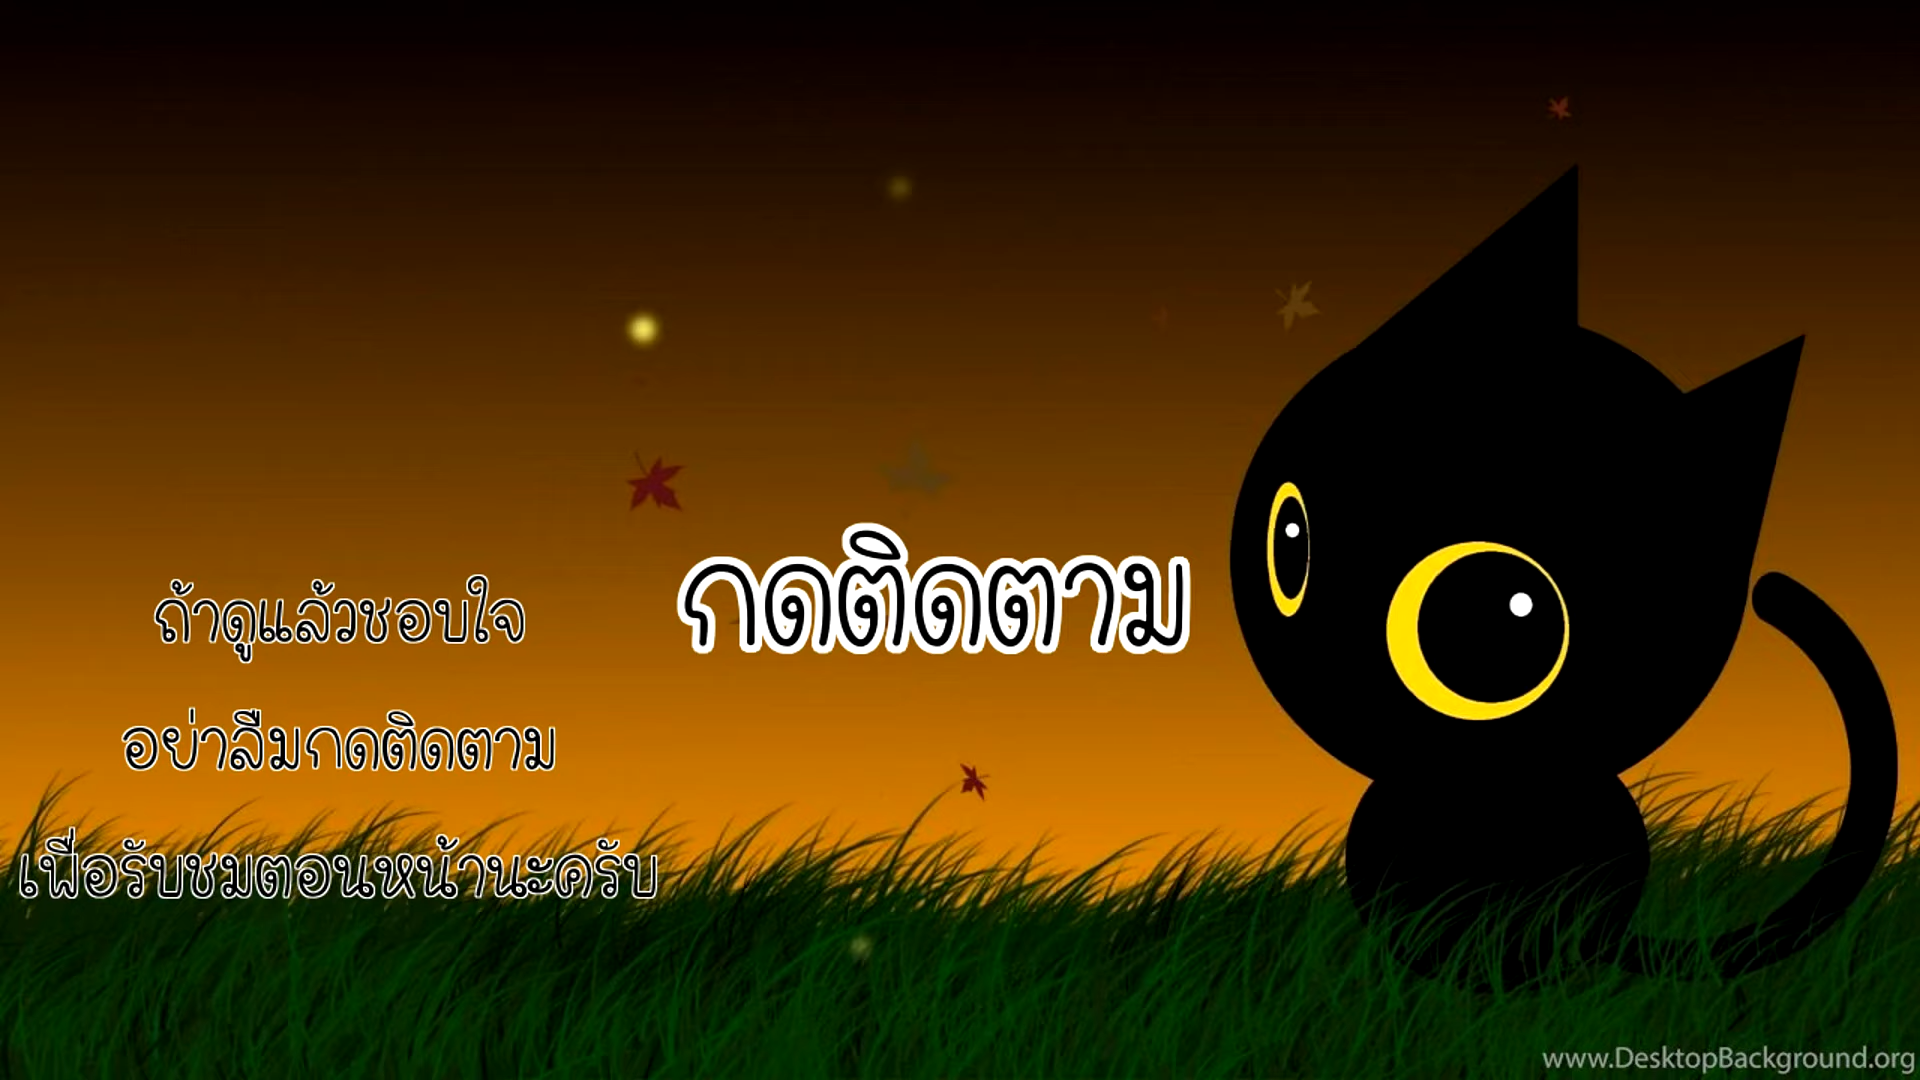 กดติดตาม
ถ้าดูแล้วชอบใจ
อย่าลืมกดติดตาม
เพื่อรับชมตอนหน้านะครับ
www.DesktopBackground.org